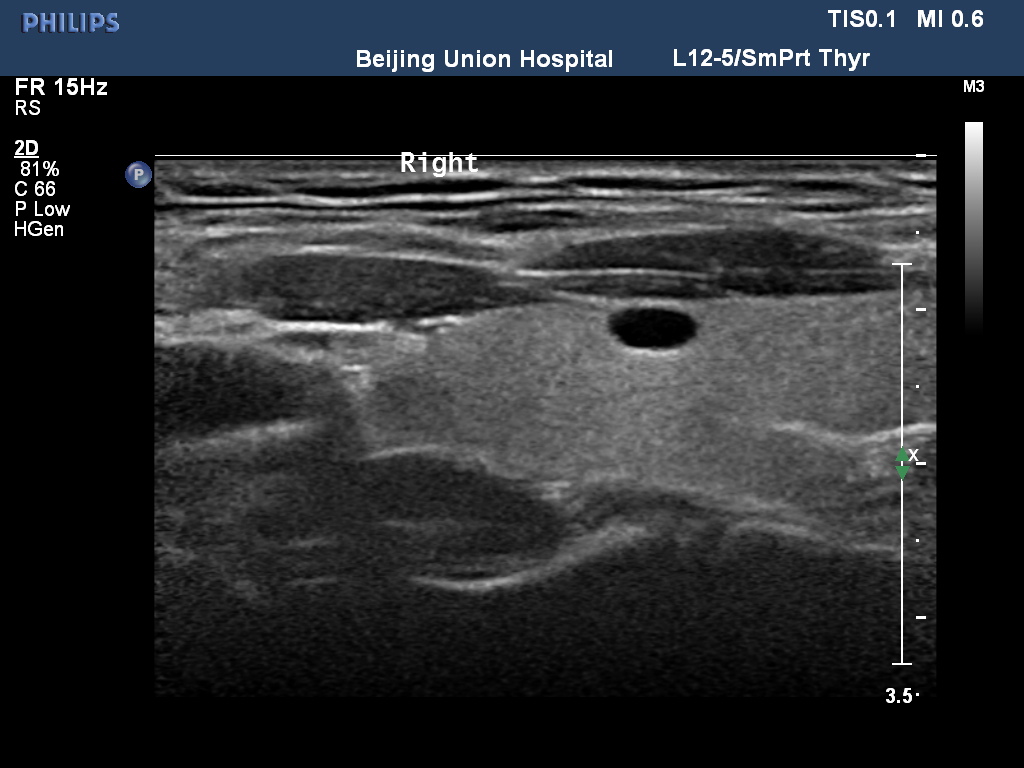 PHILIPS
TIS0.1 MI 0.6
Beijing Union Hospital L12-5/SmPrt Thyr
FR 15Hz
RS
M3
2D
81%
C 66
P Low
HGen
P
Right
X
3.5